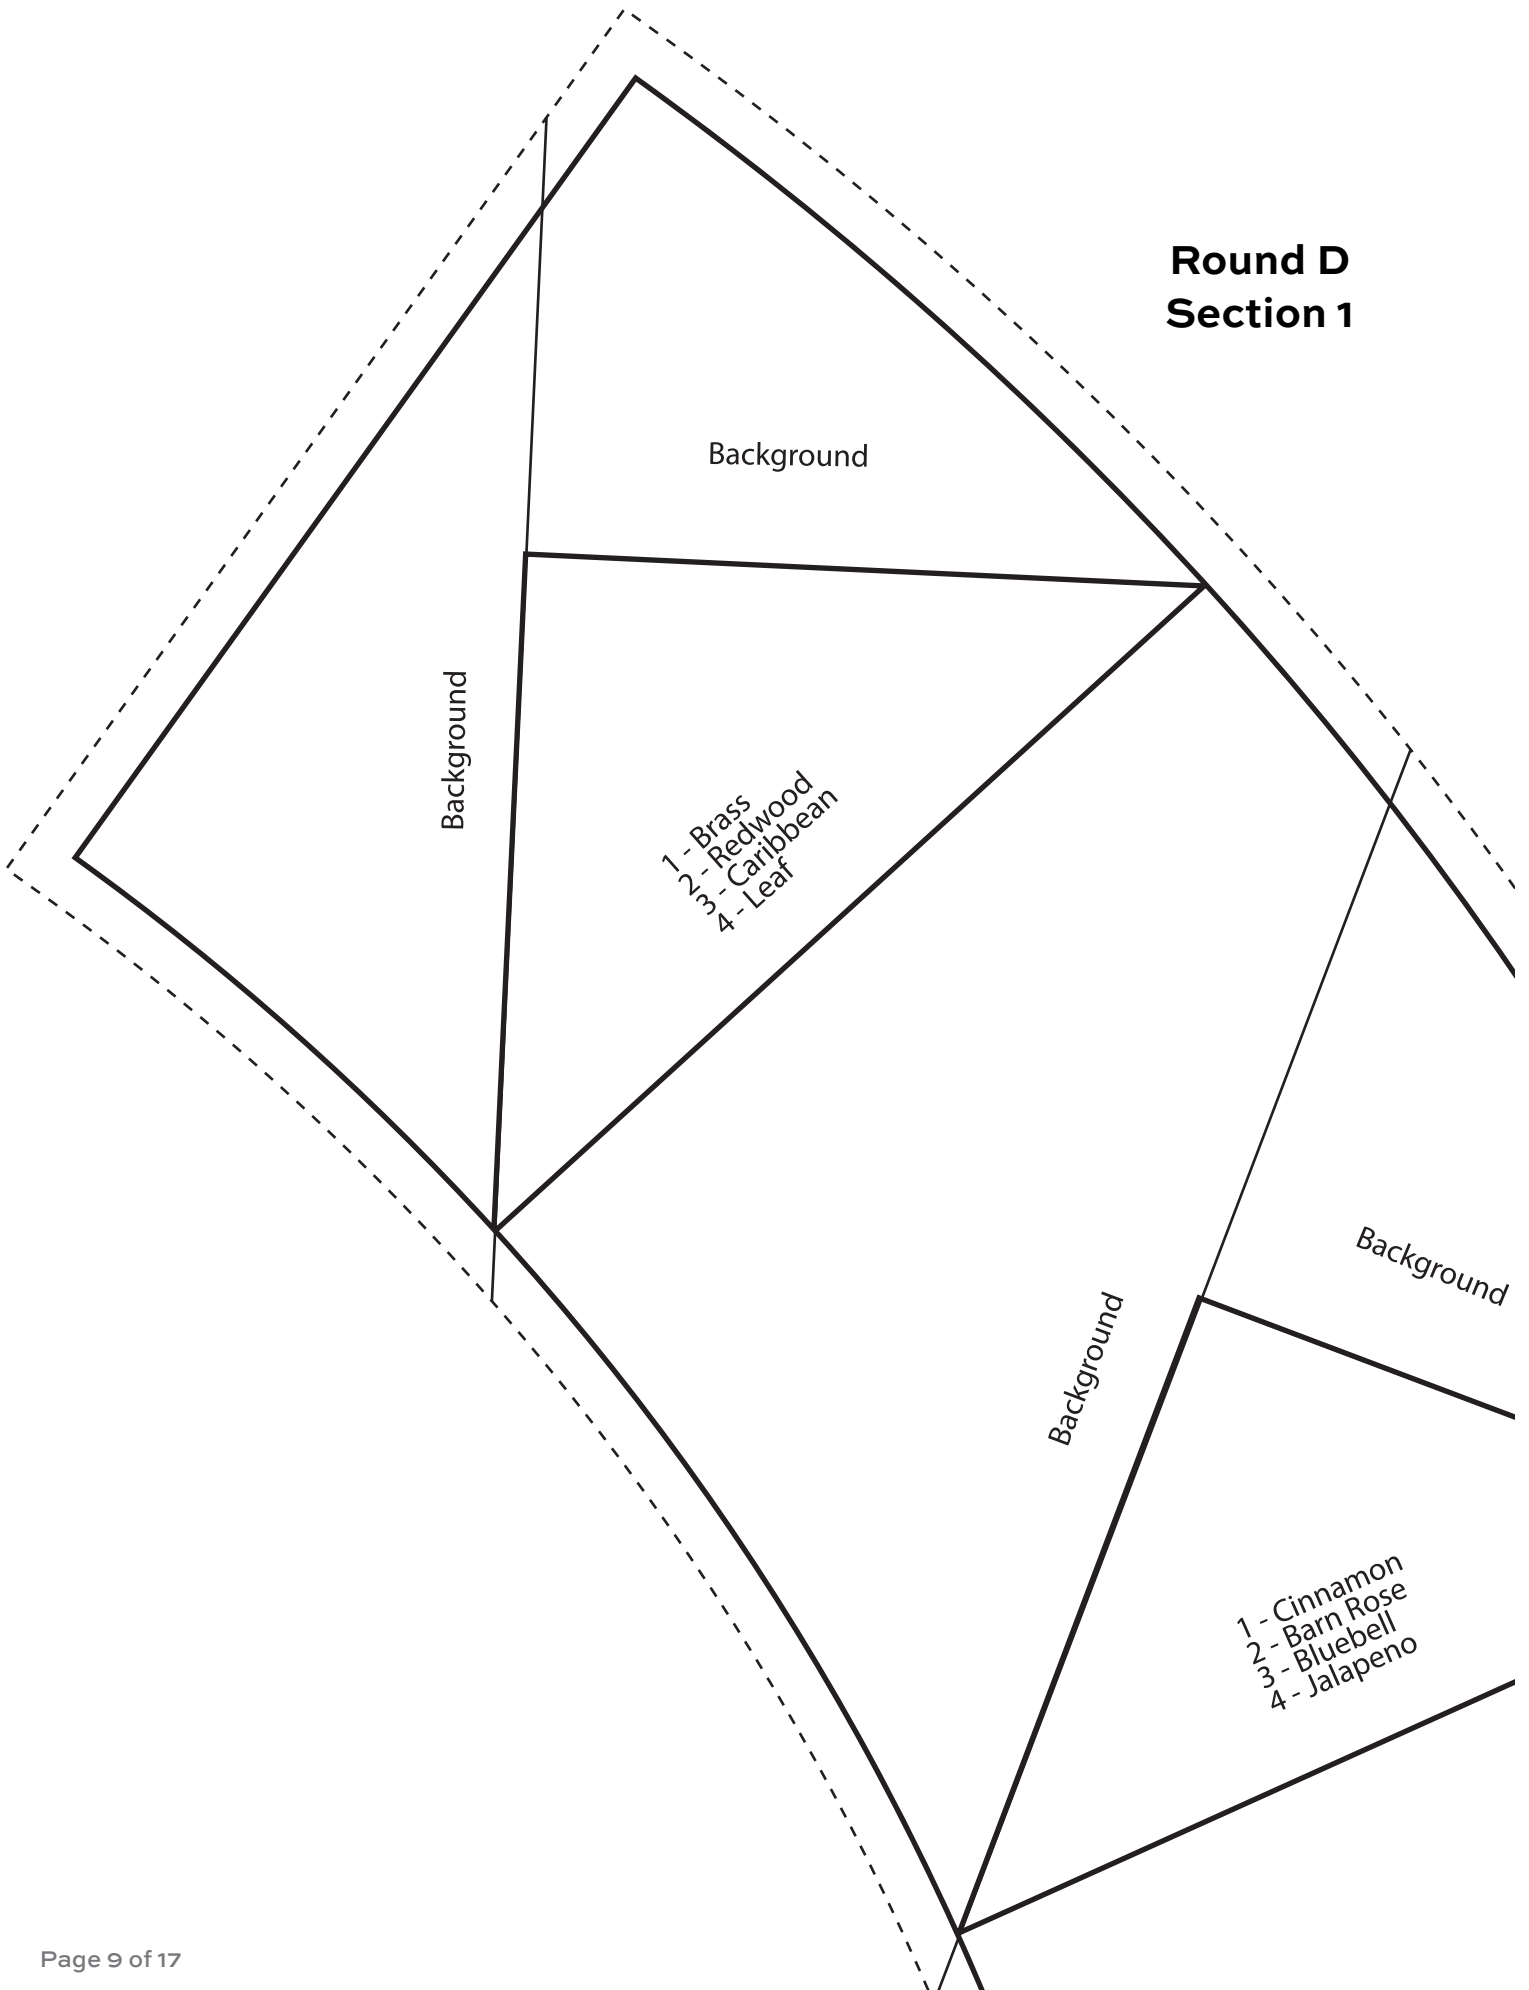 Round D
Section 1
Background
Background
1 - Brass
2 - Redwood
3 - Caribbean
4 - Leaf
Background
Background
1 - Cinnamon
2 - Barn Rose
3 - Bluebell
4 - Jalapeno
Page 9 of 17